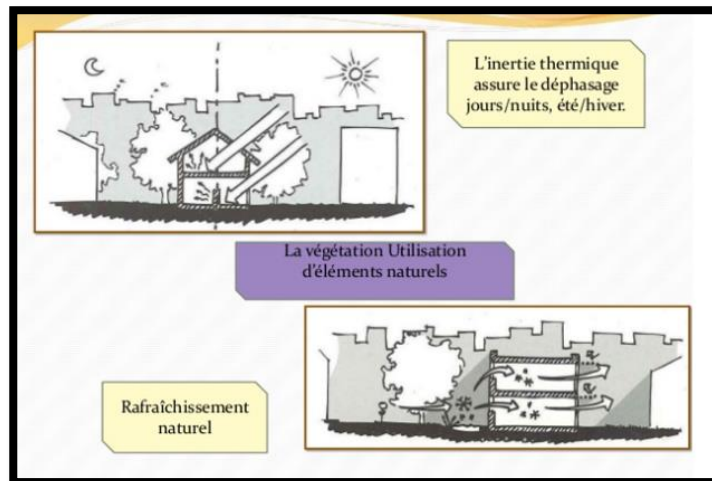 L'inertie thermique
assure le déphasage
jours/nuits, été/hiver.
La végétation Utilisation
d'éléments naturels
Rafraîchissement
naturel